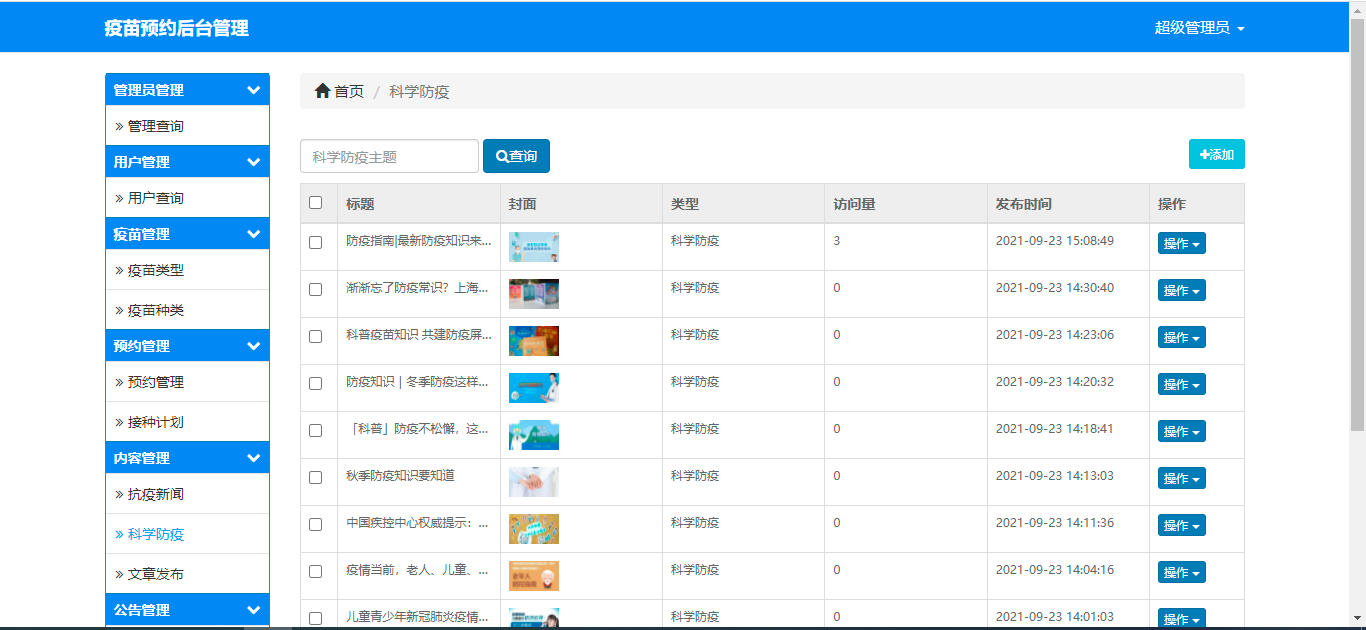 疫苗预约后台管理
超级管理员
管理员管理
» 管理查询
用户管理
» 用户查询
疫苗管理
» 疫苗类型
» 疫苗种类
预约管理
» 预约管理
» 接种计划
内容管理
» 抗疫新闻
» 科学防疫
» 文章发布
公告管理
首页 / 科学防疫
科学防疫主题 查询
添加
标题 封面 类型 访问量 发布时间 操作
防疫指南|最新防疫知识来... 科学防疫 3 2021-09-23 15:08:49 操作
渐渐忘了防疫常识？上海... 科学防疫 0 2021-09-23 14:30:40 操作
科普疫苗知识 共建防疫屏... 科学防疫 0 2021-09-23 14:23:06 操作
防疫知识 | 冬季防疫这样... 科学防疫 0 2021-09-23 14:20:32 操作
「科普」防疫不松懈，这... 科学防疫 0 2021-09-23 14:18:41 操作
秋季防疫知识要知道 科学防疫 0 2021-09-23 14:13:03 操作
中国疾控中心权威提示：... 科学防疫 0 2021-09-23 14:11:36 操作
疫情当前，老人、儿童、... 科学防疫 0 2021-09-23 14:04:16 操作
儿童青少年新冠肺炎疫情... 科学防疫 0 2021-09-23 14:01:03 操作